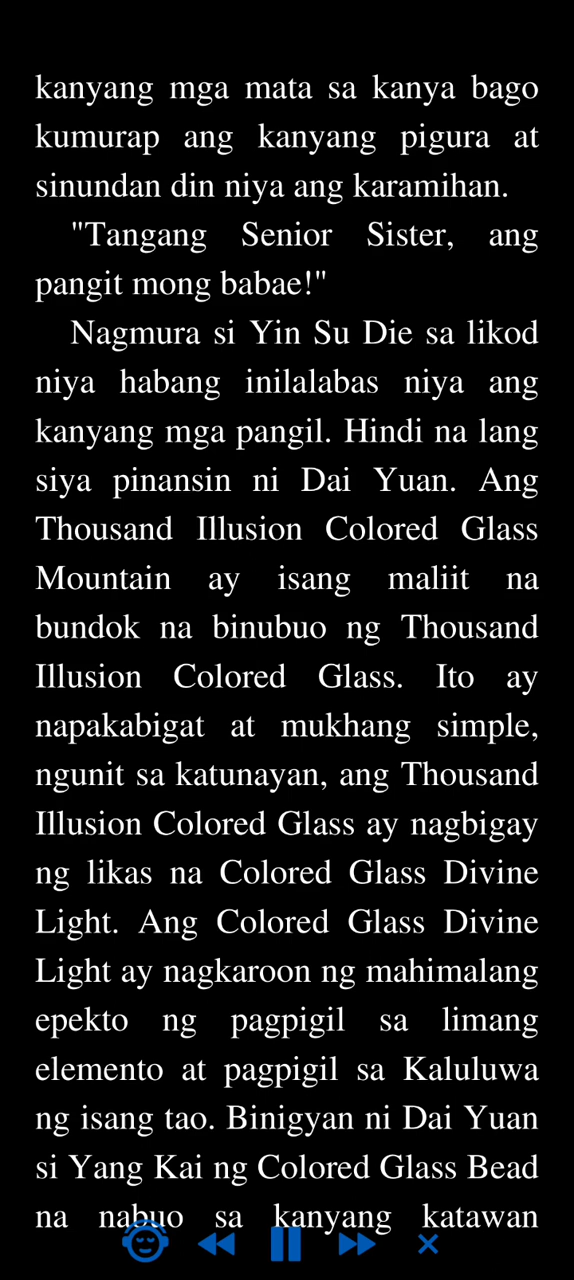 kanyang mga mata sa kanya bago
kumurap ang kanyang pigura at
sinundan din niya ang karamihan.
"Tangang Senior Sister, ang
pangit mong babae!"
Nagmura si Yin Su Die sa likod
niya habang inilalabas niya ang
kanyang mga pangil. Hindi na lang
siya pinansin ni Dai Yuan. Ang
Thousand Illusion Colored Glass
Mountain ay isang maliit na
bundok na binubuo ng Thousand
Illusion Colored Glass. Ito ay
napakabigat at mukhang simple,
ngunit sa katunayan, ang Thousand
Illusion Colored Glass ay nagbigay
ng likas na Colored Glass Divine
Light. Ang Colored Glass Divine
Light ay nagkaroon ng mahimalang
epekto ng pagpigil sa limang
elemento at pagpigil sa Kaluluwa
ng isang tao. Binigyan ni Dai Yuan
si Yang Kai ng Colored Glass Bead
na nabuo sa kanyang katawan